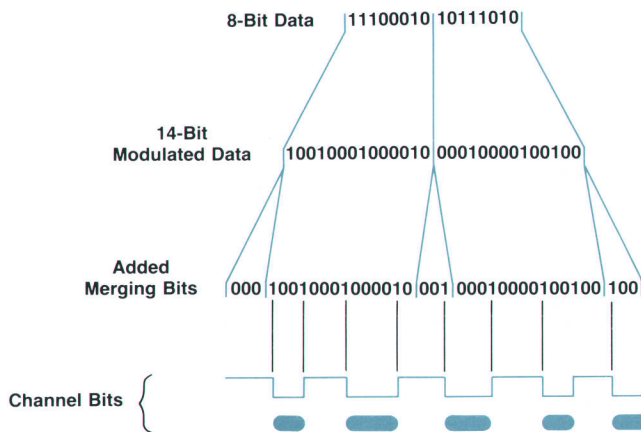 8-Bit Data 11100010 10111010
14-Bit
Modulated Data 10010001000010 00010000100100
Added
Merging Bits 000 10010001000010 001 00010000100100 100
Channel Bits